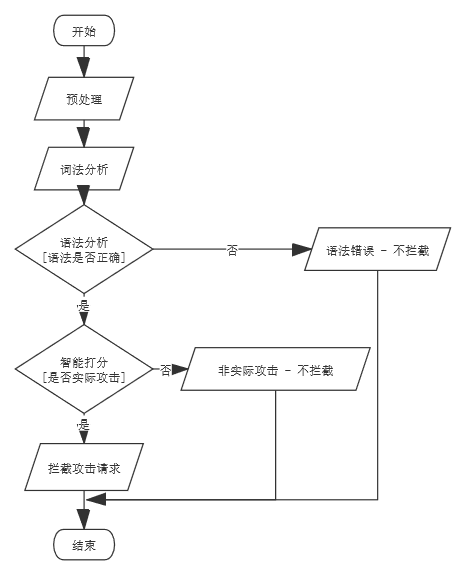 开始
预处理
词法分析
语法分析
[语法是否正确]
否
语法错误 - 不拦截
是
智能打分
[是否实际攻击]
否
非实际攻击 - 不拦截
是
拦截攻击请求
结束